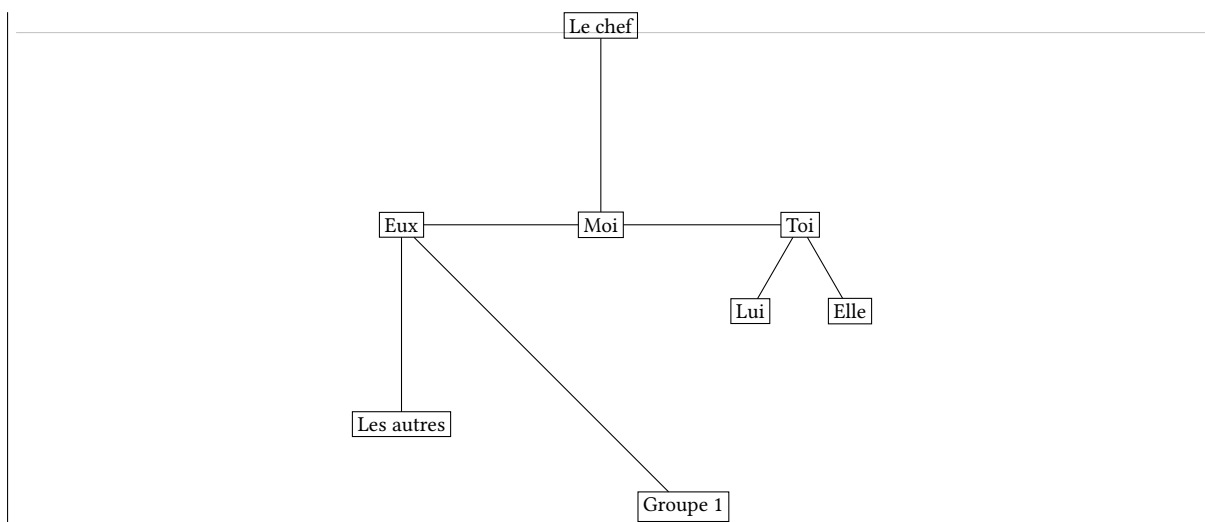 Le chef
Eux
Moi
Toi
Lui
Elle
Les autres
Groupe 1